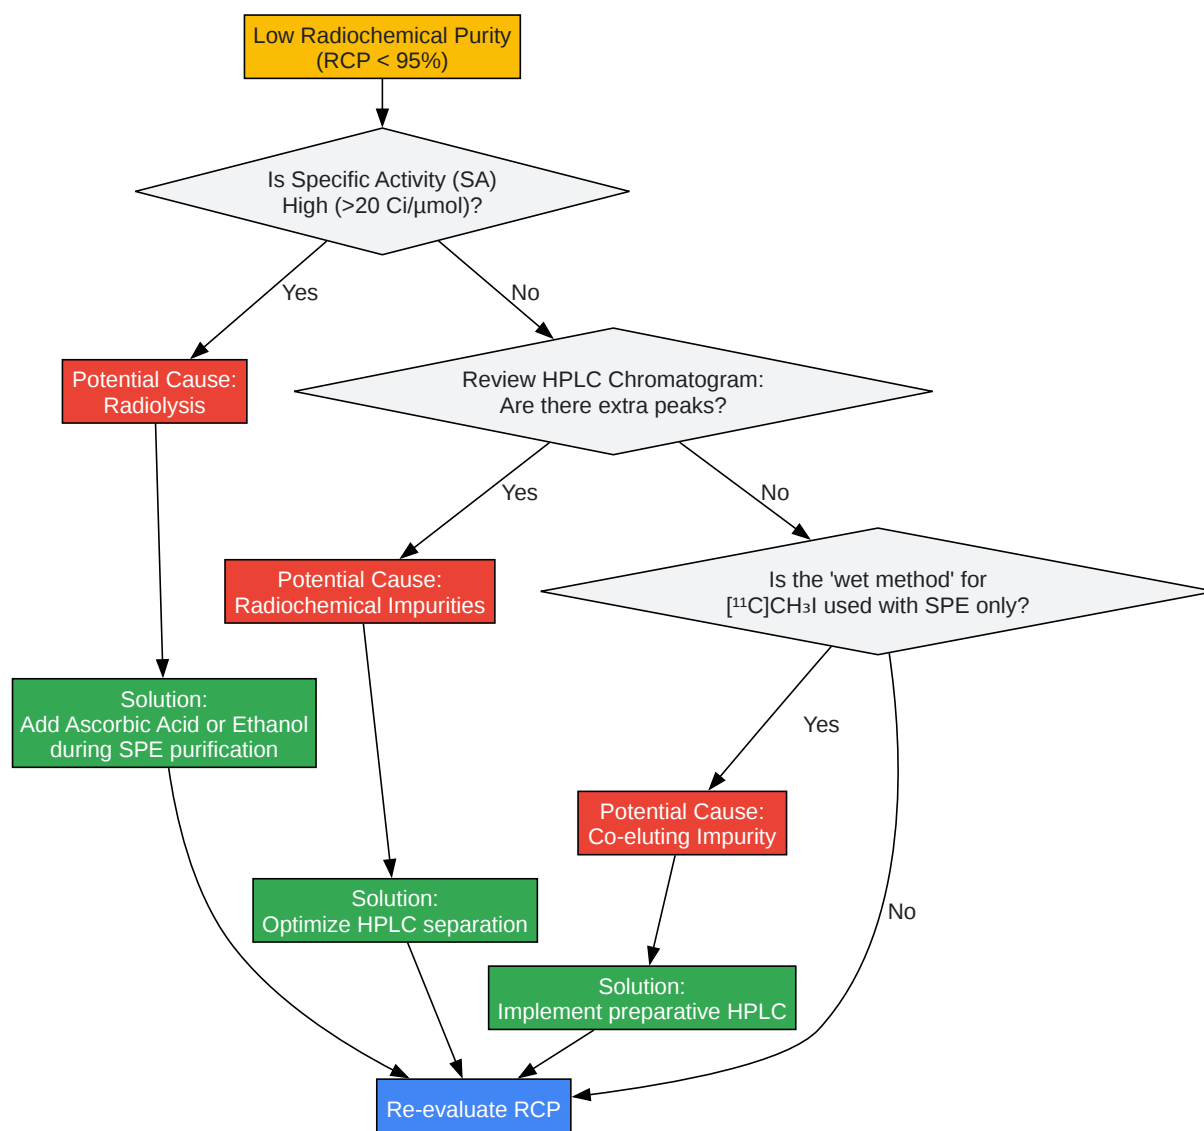 Low Radiochemical Purity
(RCP < 95%)
Is Specific Activity (SA)
High (>20 Ci/µmol)?
Yes
No
Potential Cause:
Radiolysis
Review HPLC Chromatogram:
Are there extra peaks?
Yes
No
Potential Cause:
Radiochemical Impurities
Is the 'wet method' for
[¹¹C]CH₃I used with SPE only?
Solution:
Add Ascorbic Acid or Ethanol
during SPE purification
Yes
No
Potential Cause:
Co-eluting Impurity
Solution:
Optimize HPLC separation
Solution:
Implement preparative HPLC
Re-evaluate RCP